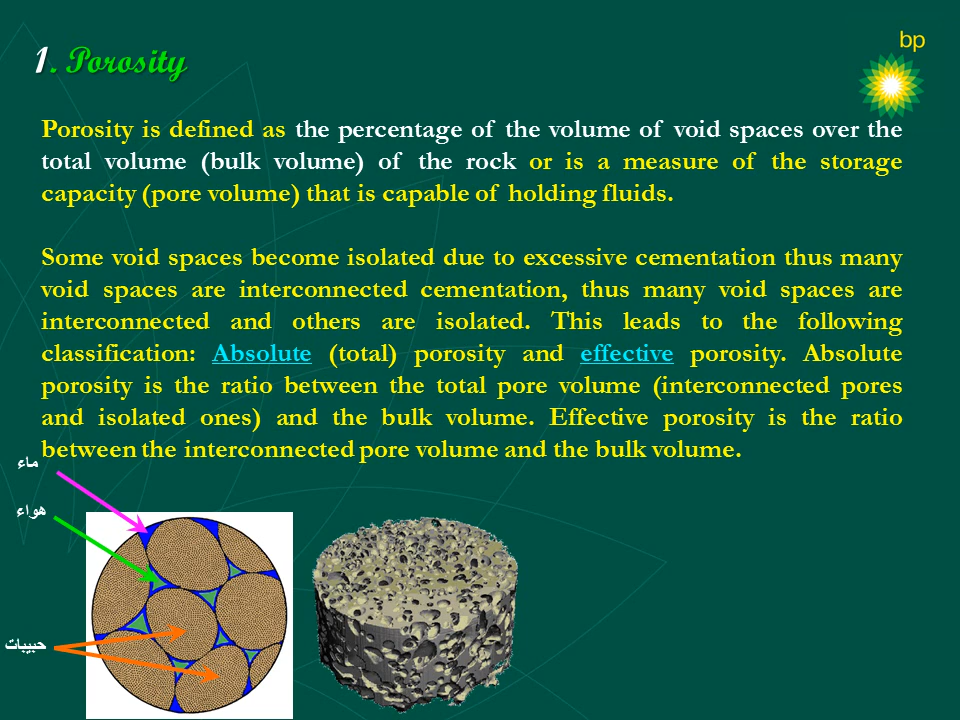 1. Porosity
bp
Porosity is defined as the percentage of the volume of void spaces over the
total volume (bulk volume) of the rock or is a measure of the storage
capacity (pore volume) that is capable of holding fluids.
Some void spaces become isolated due to excessive cementation thus many
void spaces are interconnected cementation, thus many void spaces are
interconnected and others are isolated. This leads to the following
classification: Absolute (total) porosity and effective porosity. Absolute
porosity is the ratio between the total pore volume (interconnected pores
and isolated ones) and the bulk volume. Effective porosity is the ratio
between the interconnected pore volume and the bulk volume.
ماء
هواء
حبيبات